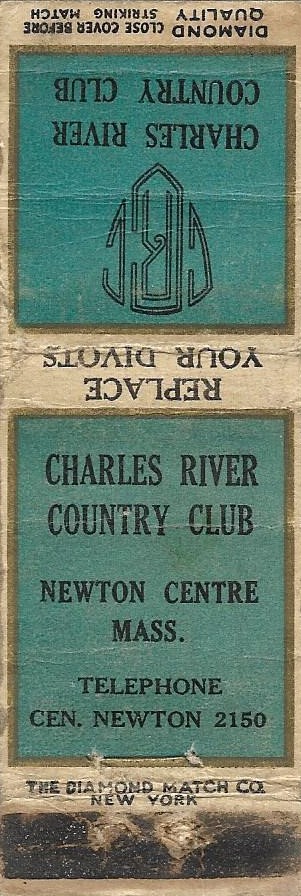 DIAMOND
QUALITY
CLOSE COVER BEFORE
STRIKING MATCH
CHARLES RIVER
COUNTRY CLUB
REPLACE
YOUR DIVOTS
CHARLES RIVER
COUNTRY CLUB
NEWTON CENTRE
MASS.
TELEPHONE
CEN. NEWTON 2150
THE DIAMOND MATCH CO.
NEW YORK